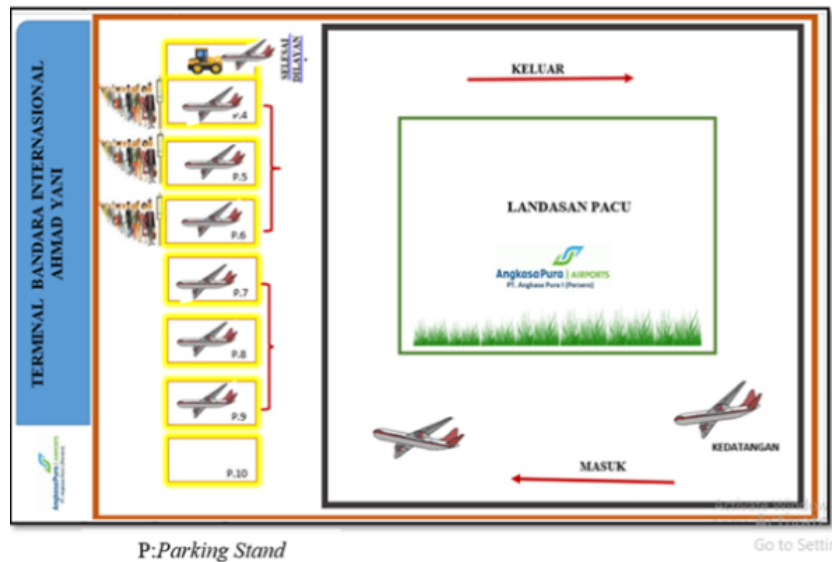 TERMINAL BANDARA INTERNASIONAL
AHMAD YANI
SELESAI
DILAYAN
P.4
P.5
P.6
P.7
P.8
P.9
P.10
KELUAR
LANDASAN PACU
AngkasaPura | AIRPORTS
PT. Angkasa Pura I (Persero)
KEDATANGAN
MASUK
P:Parking Stand
Go to Settin